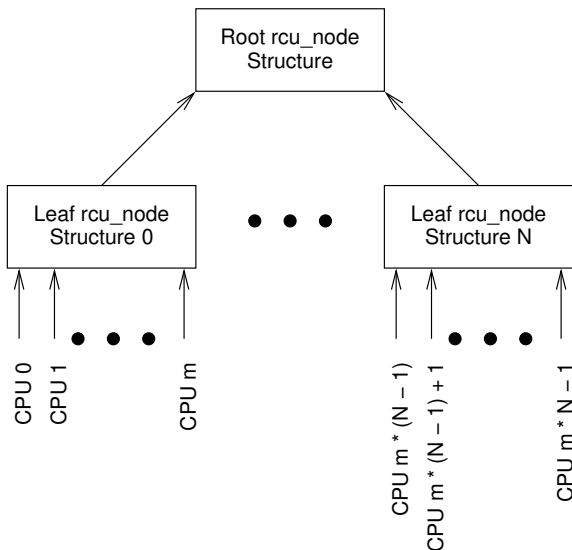 Root rcu_node
Structure
Leaf rcu_node
Structure 0
Leaf rcu_node
Structure N
CPU 0
CPU 1
CPU m
CPU m * (N − 1)
CPU m * (N − 1) + 1
CPU m * N − 1